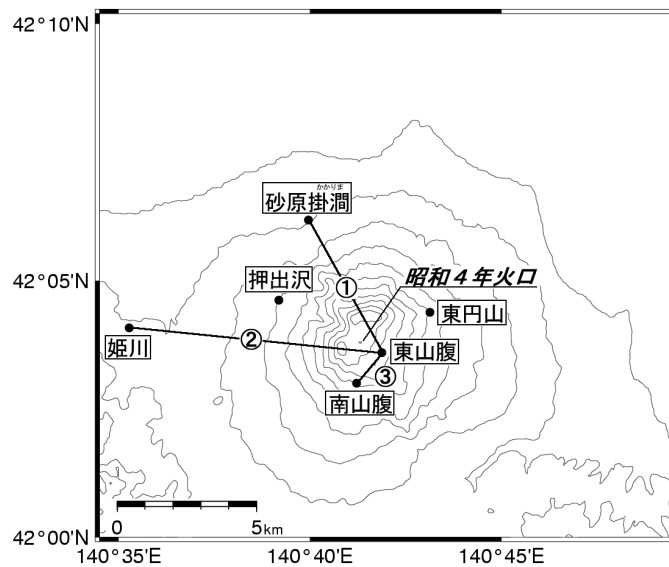 42°10'N
かかりま
砂原掛澗
昭和４年火口
42°05'N
押出沢
①
東円山
姫川
②
東山腹
③
南山腹
0 5km
42°00'N
140°35'E 140°40'E 140°45'E